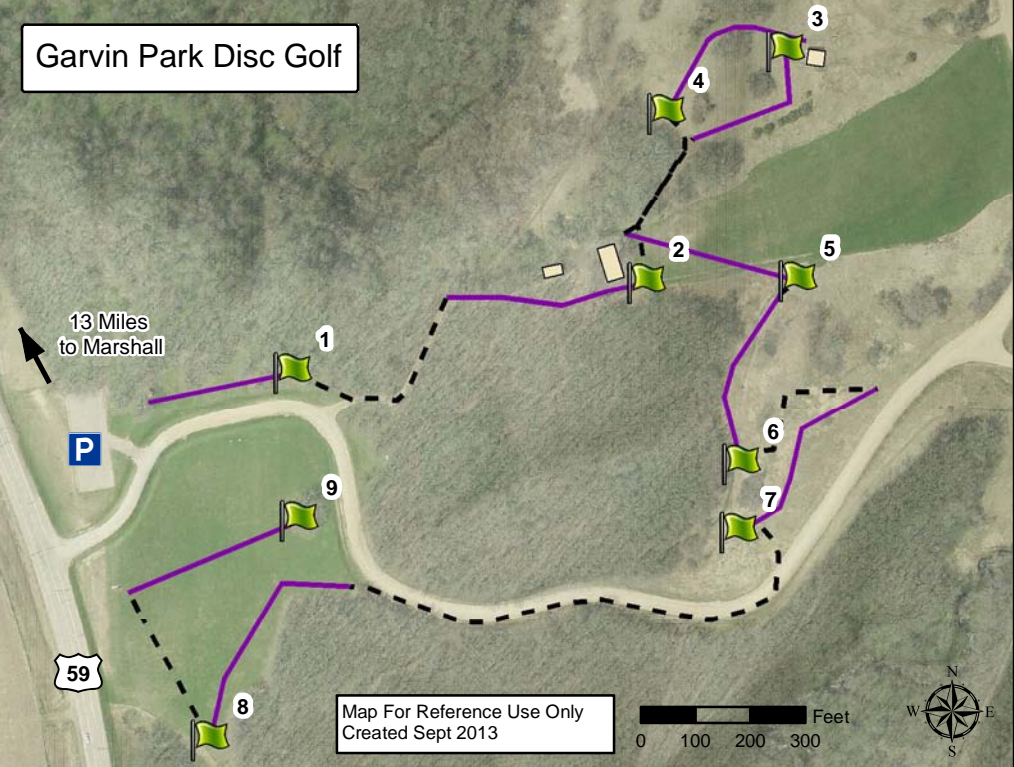 Garvin Park Disc Golf
3
4
2
5
13 Miles
to Marshall
1
P
6
9
7
59
8
Map For Reference Use Only
Created Sept 2013
Feet
0 100 200 300
N
W E
S